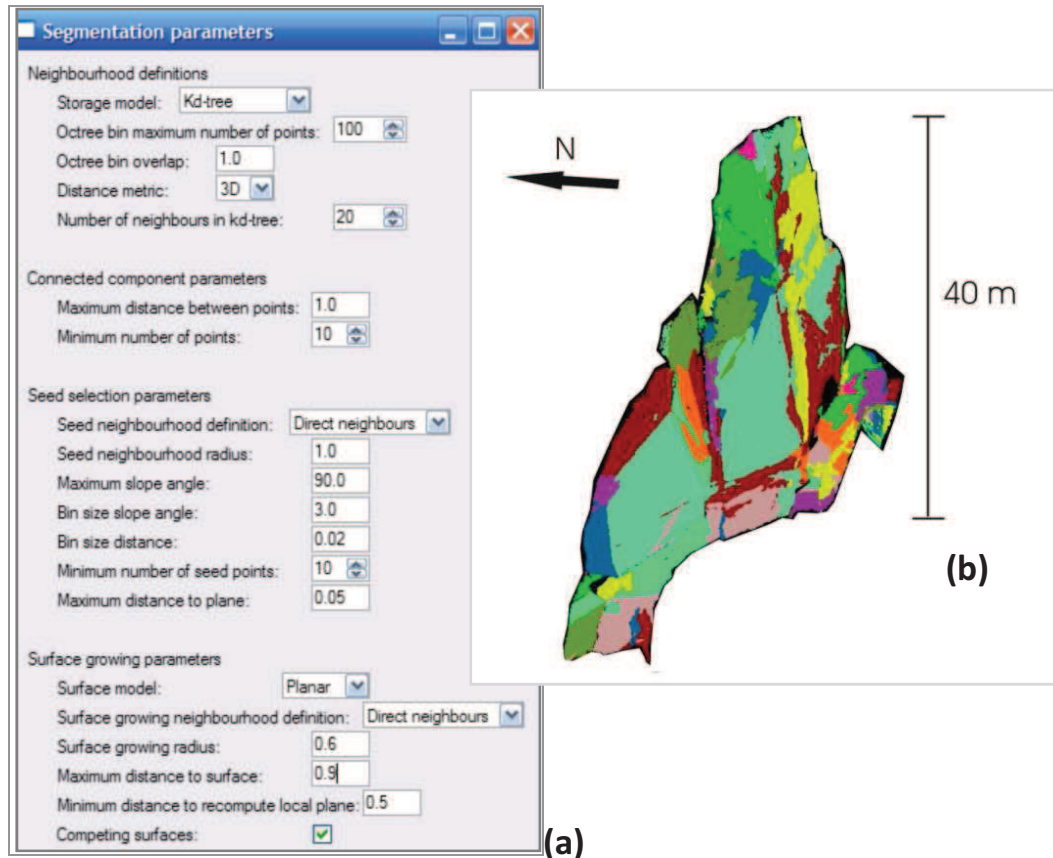 Segmentation parameters
Neighbourhood definitions
Storage model: Kd-tree
Octree bin maximum number of points: 100
Octree bin overlap: 1.0
Distance metric: 3D
Number of neighbours in kd-tree: 20
Connected component parameters
Maximum distance between points: 1.0
Minimum number of points: 10
Seed selection parameters
Seed neighbourhood definition: Direct neighbours
Seed neighbourhood radius: 1.0
Maximum slope angle: 90.0
Bin size slope angle: 3.0
Bin size distance: 0.02
Minimum number of seed points: 10
Maximum distance to plane: 0.05
Surface growing parameters
Surface model: Planar
Surface growing neighbourhood definition: Direct neighbours
Surface growing radius: 0.6
Maximum distance to surface: 0.9
Minimum distance to recompute local plane: 0.5
Competing surfaces:
(a)
N
40 m
(b)